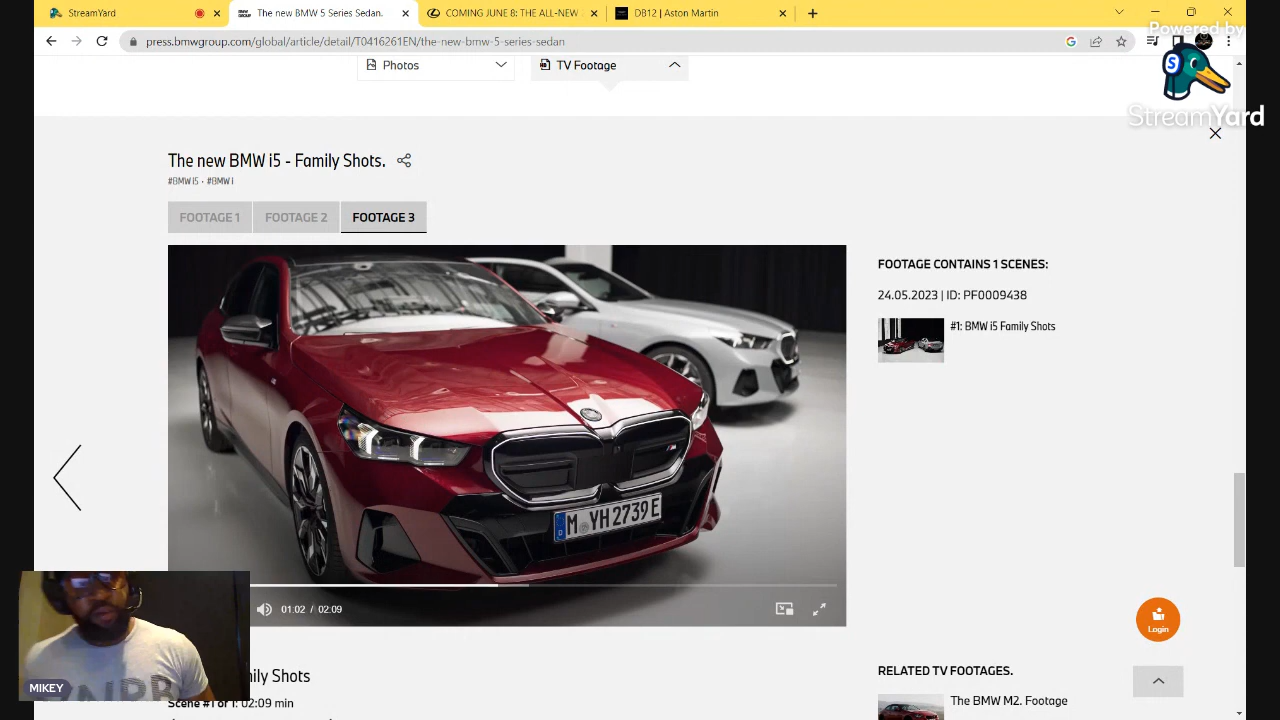 StreamYard
The new BMW 5 Series Sedan.
COMING JUNE 8: THE ALL-NEW
DB12 | Aston Martin
press.bmwgroup.com/global/article/detail/T0416261EN/the-new-bmw-5-series-sedan
Powered by
StreamYard
Photos
TV Footage
The new BMW i5 - Family Shots.
#BMW i5 · #BMW i
FOOTAGE 1
FOOTAGE 2
FOOTAGE 3
FOOTAGE CONTAINS 1 SCENES:
24.05.2023 | ID: PF0009438
#1: BMW i5 Family Shots
M YH 2739E
01:02 / 02:09
Login
MIKEY
ily Shots
Scene #1 of 1: 02:09 min
RELATED TV FOOTAGES.
The BMW M2. Footage